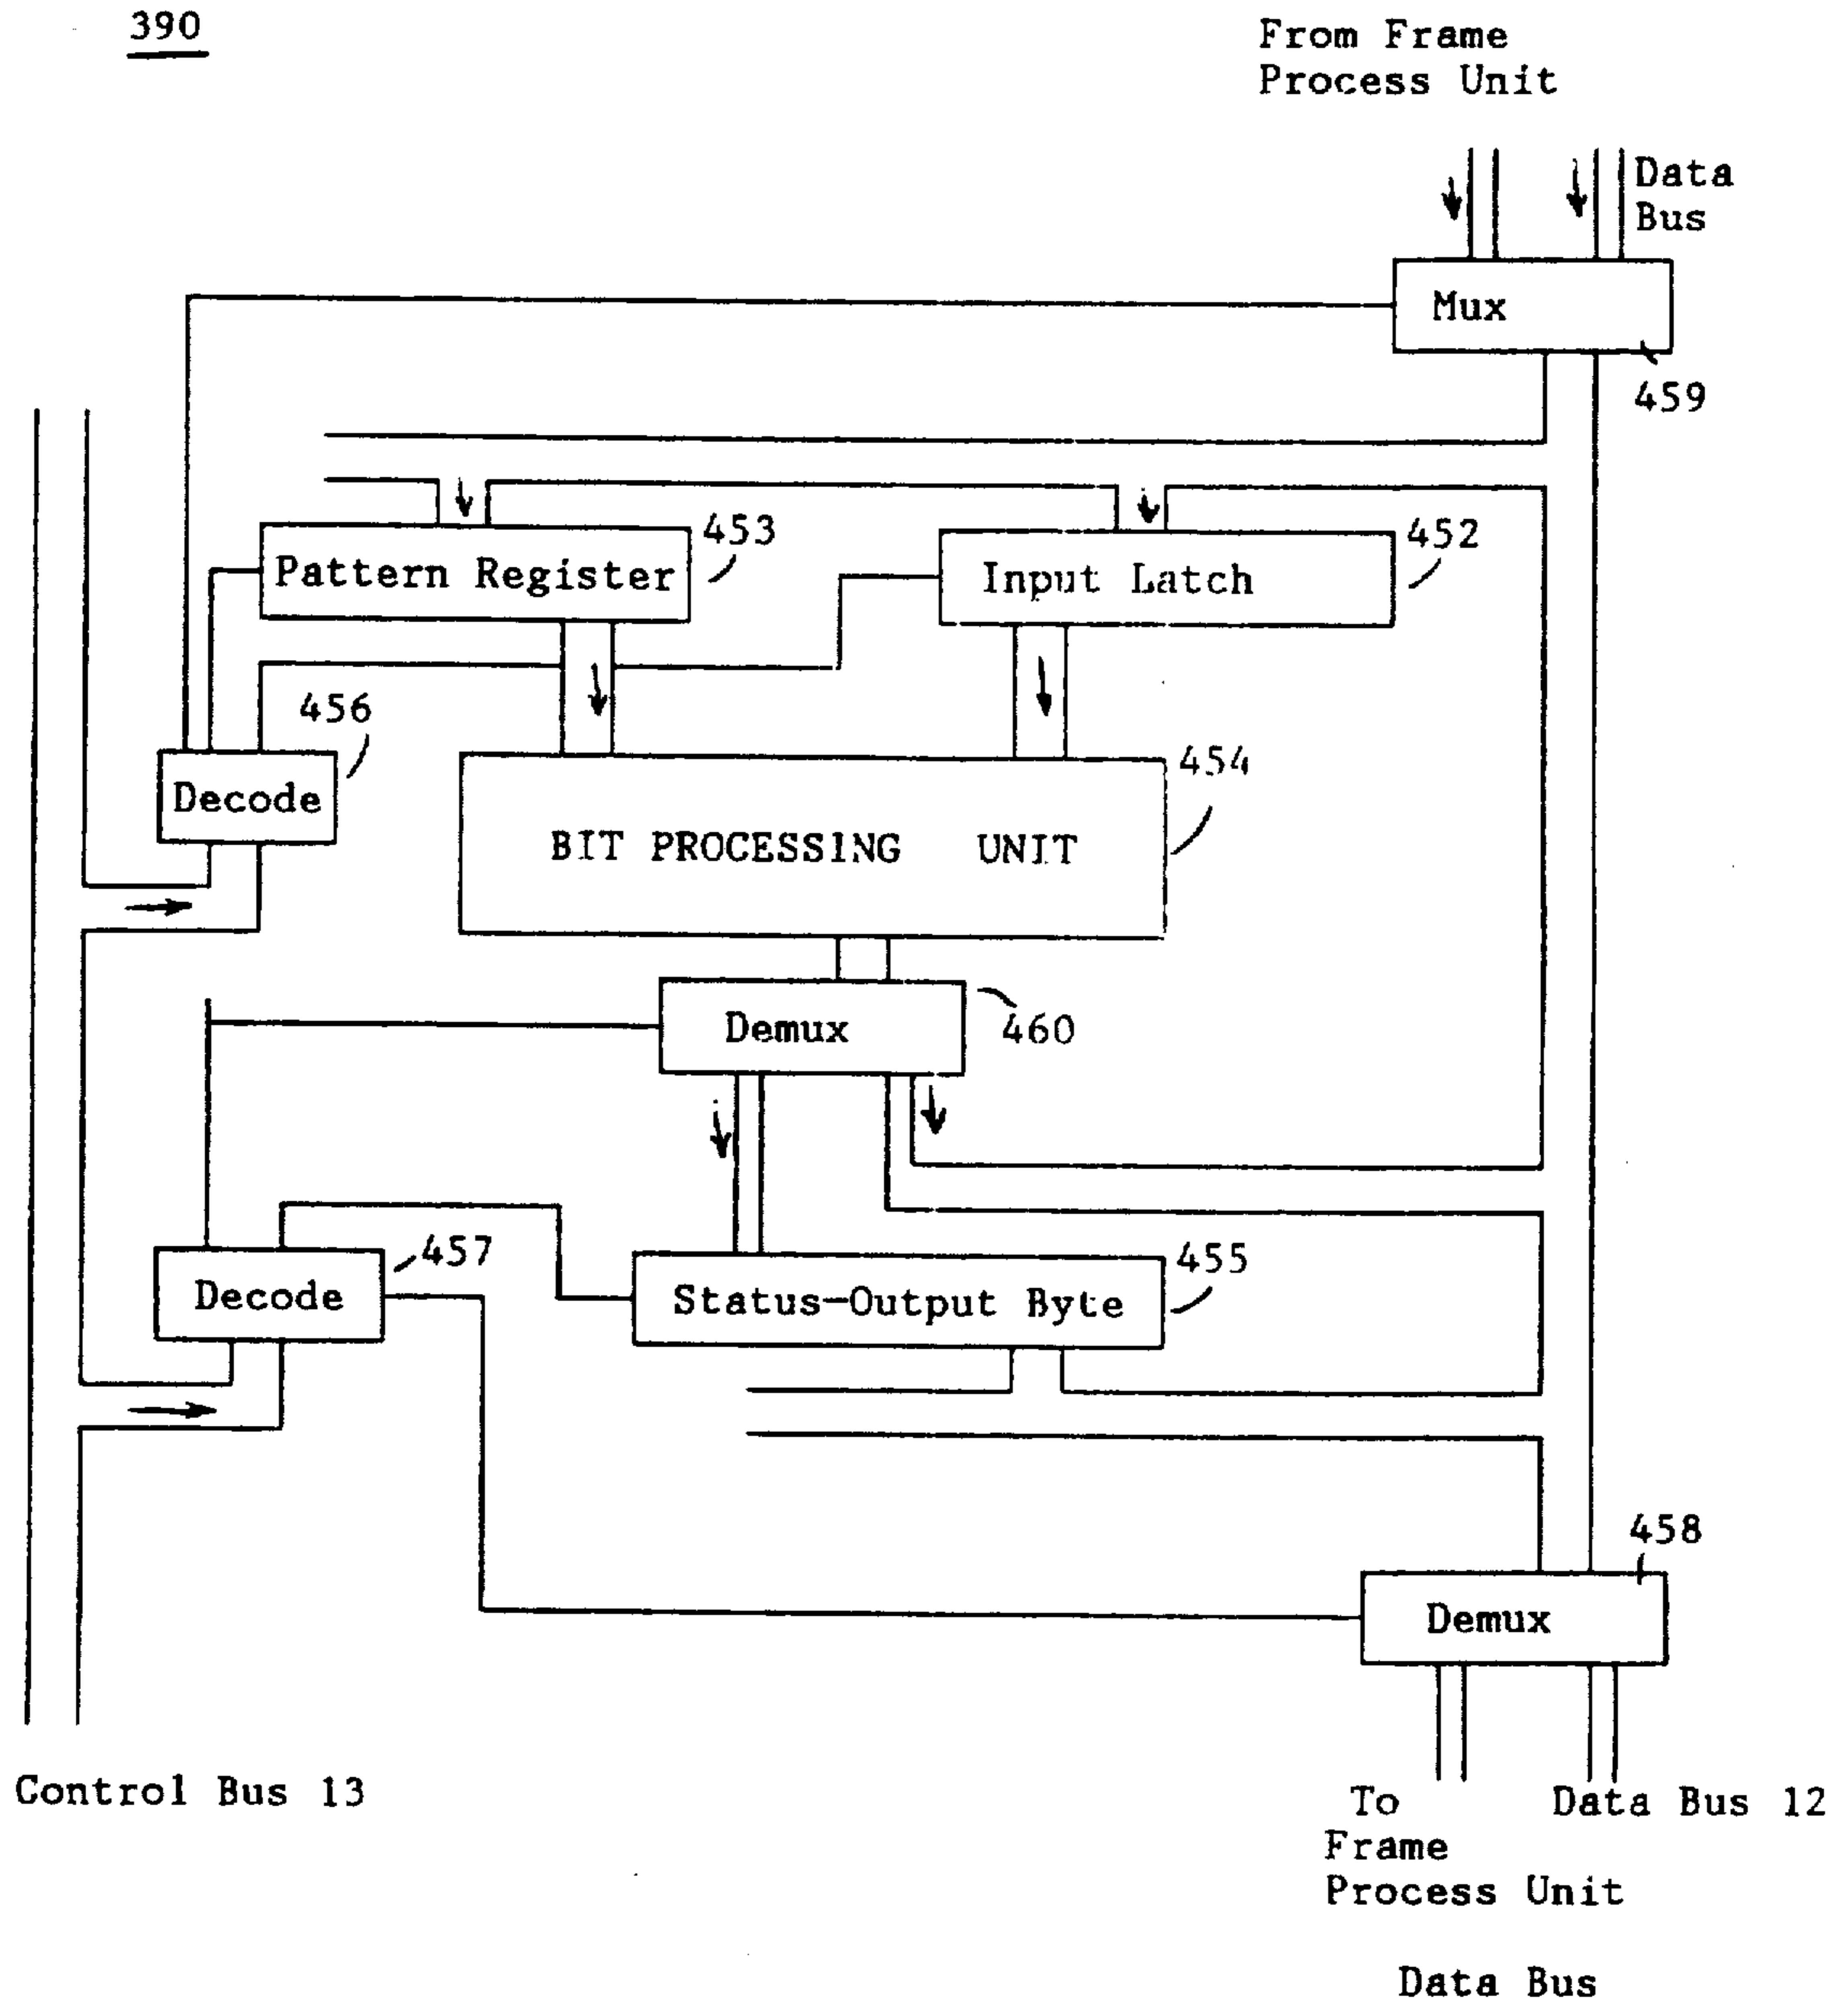 390
From Frame
Process Unit
Data
Bus
Mux
459
453
452
Pattern Register
Input Latch
456
454
Decode
BIT PROCESSING UNIT
Demux
460
457
455
Decode
Status-Output Byte
458
Demux
Control Bus 13
To
Frame
Process Unit
Data Bus 12
Data Bus